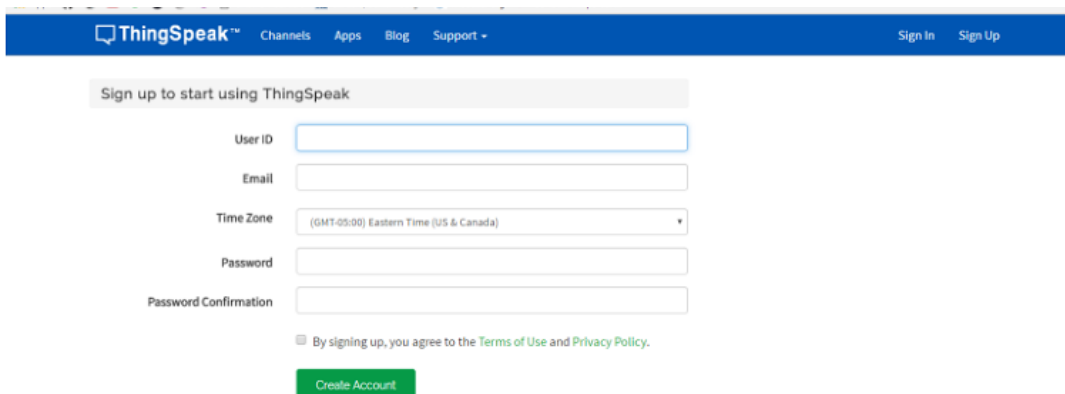 ThingSpeak™ Channels Apps Blog Support Sign In Sign Up
Sign up to start using ThingSpeak
User ID
Email
Time Zone (GMT-05:00) Eastern Time (US & Canada)
Password
Password Confirmation
By signing up, you agree to the Terms of Use and Privacy Policy.
Create Account